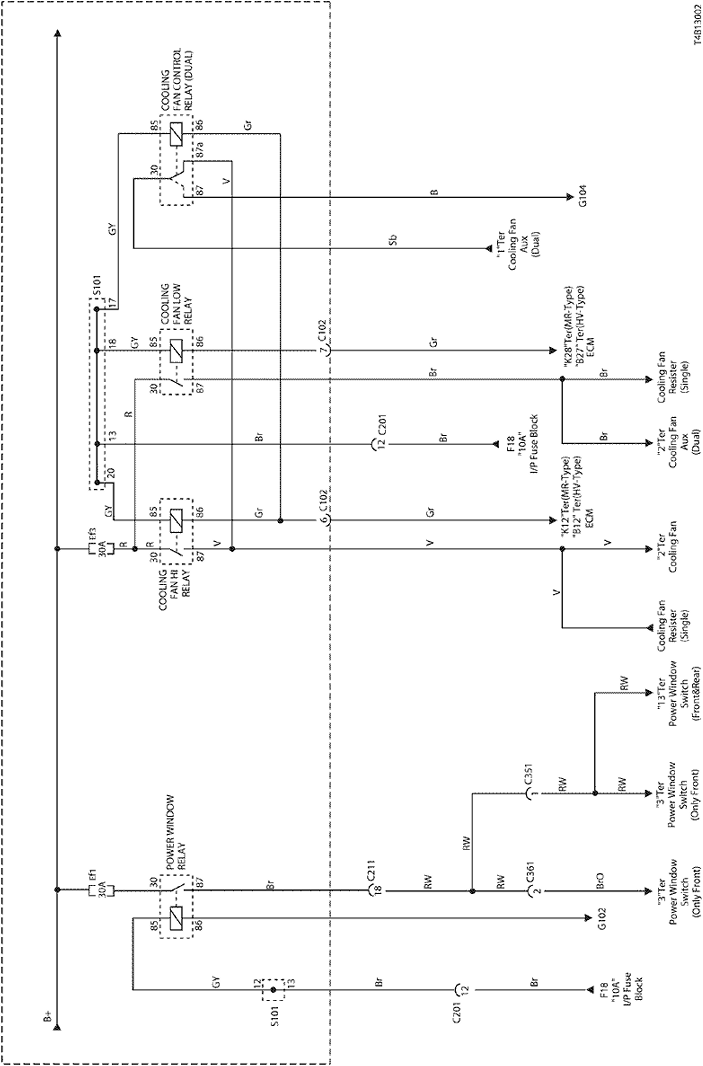 T4B13002
B+
Ef1
30A
POWER WINDOW
RELAY
30
87
85
86
GY
12
13
S101
Br
C201
12
Br
F18
"10A"
I/P Fuse
Block
G102
Br
C211
18
RW
RW
C361
2
BrO
"3"Ter
Power Window
Switch
(Only Front)
C351
1
RW
RW
RW
"3"Ter
Power Window
Switch
(Only Front)
"13"Ter
Power Window
Switch
(Front&Rear)
Ef3
30A
R
R
R
COOLING
FAN HI
RELAY
30
87
85
86
GY
V
Gr
6
C102
Gr
"K12"Ter(MR-Type)
"B12" Ter(HV-Type)
ECM
V
V
V
Cooling Fan
Resister
(Single)
"2"Ter
Cooling Fan
S101
20
13
18
17
Br
C201
12
Br
F18
"10A"
I/P Fuse Block
COOLING
FAN LOW
RELAY
30
87
85
86
GY
7
C102
Gr
"K28"Ter(MR-Type)
"B27" Ter(HV-Type)
ECM
Br
Br
Br
"2"Ter
Cooling Fan
Aux
(Dual)
Cooling Fan
Resister
(Single)
COOLING
FAN CONTROL
RELAY (DUAL)
GY
30
85
86
87a
87
Gr
V
B
G104
Sb
"1"Ter
Cooling Fan
Aux
(Dual)